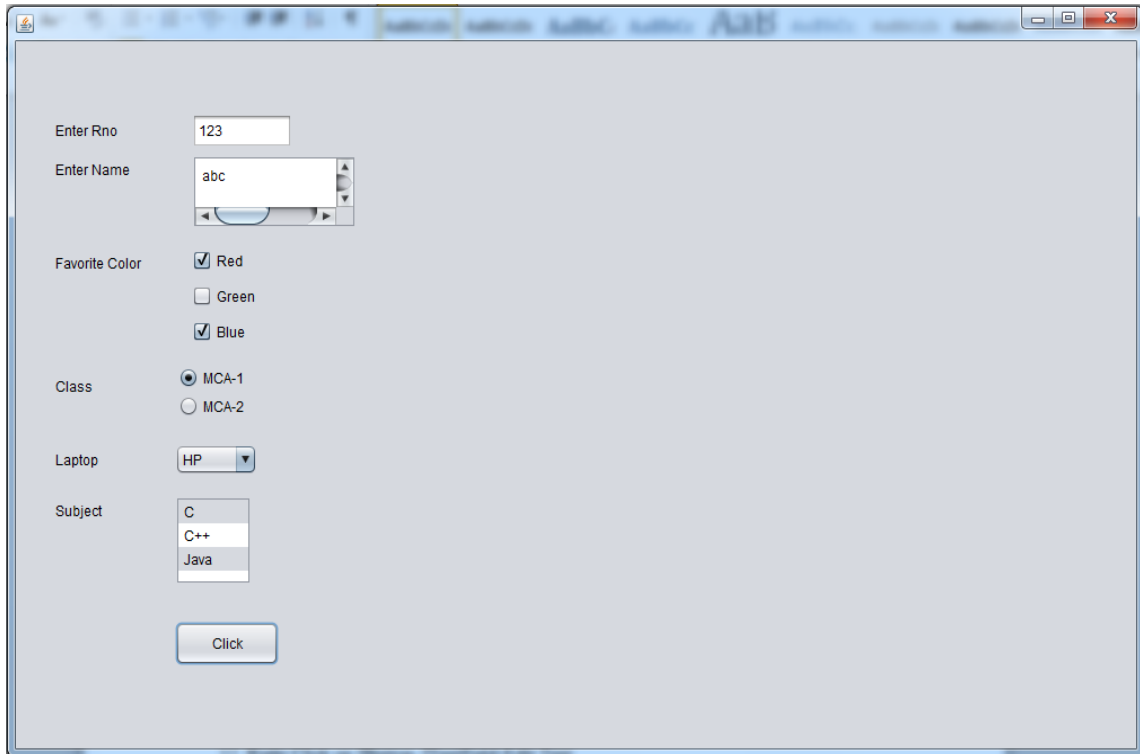 Enter Rno 123
Enter Name abc
Favorite Color Red
Green
Blue
Class MCA-1
MCA-2
Laptop HP
Subject C
C++
Java
Click